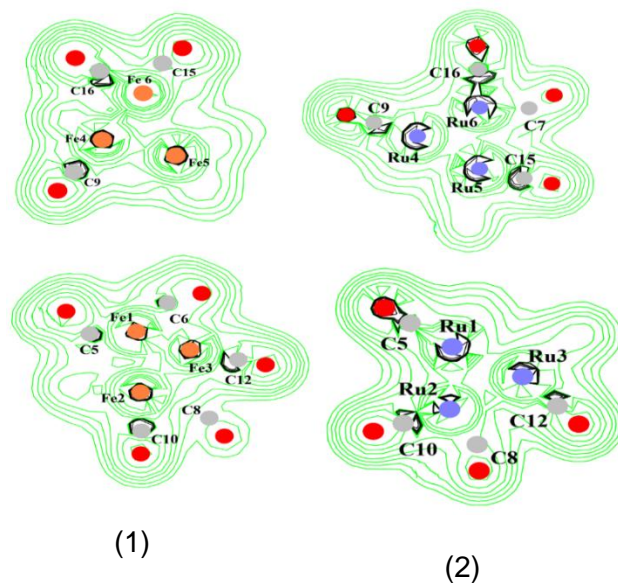 Fe 6
C15
C16
Fe4
Fe5
C9
C16
C9
Ru6
C7
Ru4
C15
Ru5
C6
Fe1
C5
Fe3
C12
Fe2
C8
C10
Ru1
C5
Ru3
Ru2
C12
C10
C8
(1)
(2)